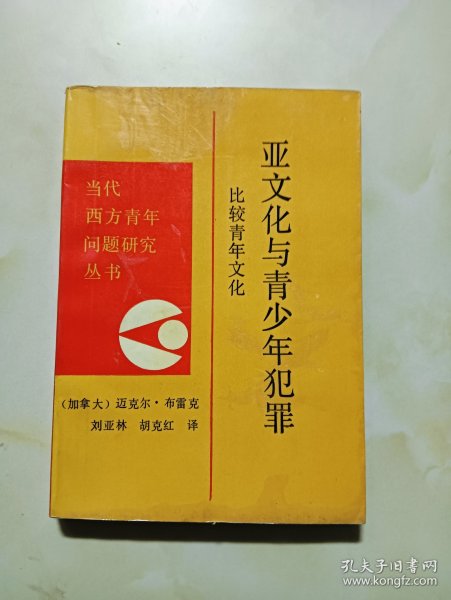 亚文化与青少年犯罪
比较青年文化
当代
西方青年
问题研究
丛书
（加拿大）迈克尔·布雷克
刘亚林 胡克红 译
孔夫子旧书网
www.kongfz.com